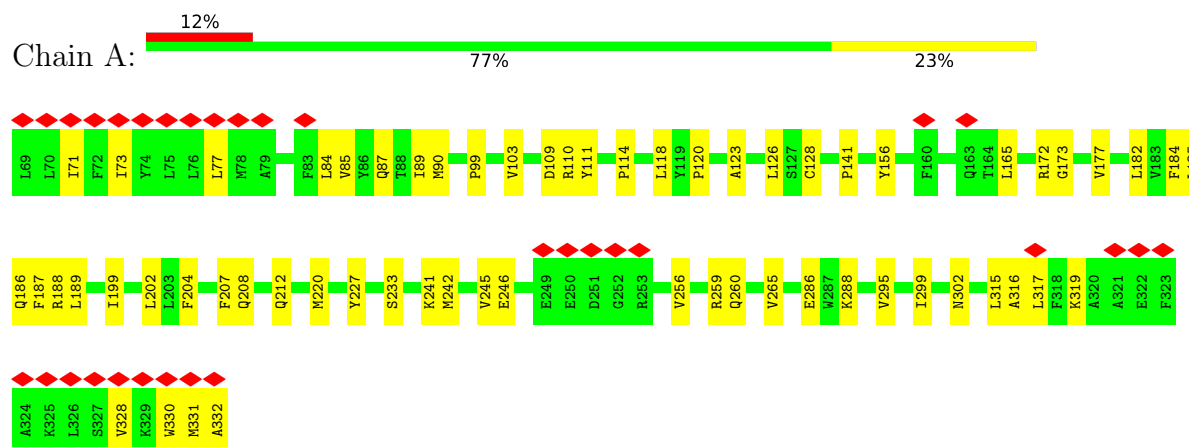 12%
Chain A:
77% 23%
L69 L70 I71 F72 I73 Y74 L75 L76 L77 M78 A79 F83 L84 V85 Y86 Q87 T88 I89 M90 P99 V103 D109 R110 Y111 P114 L118 Y119 P120 A123 L126 S127 C128 P141 Y156 F160 Q163 T164 L165 R172 G173 V177 L182 V183 F184
Q186 F187 R188 L189 I199 L202 L203 F204 F207 Q208 Q212 M220 Y227 S233 K241 M242 V245 E246 E249 E250 D251 G252 R253 V256 R259 Q260 V265 E286 W287 K288 V295 I299 N302 L315 A316 L317 F318 K319 A320 A321 E322 F323
A324 K325 L326 S327 V328 K329 W330 M331 A332